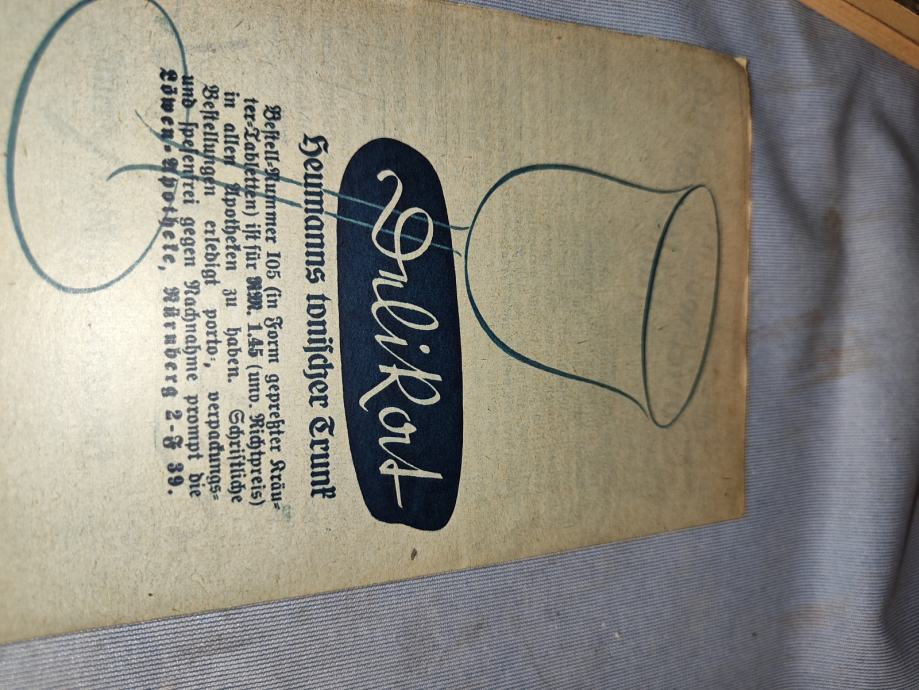 Heumanns tonischer Trunk
Bestell-Nummer 105 (in Form gepreßter Kräu-
ter-Tabletten) ist für RM. 1.45 (unv. Richtpreis)
in allen Apotheken zu haben. Schriftliche
Bestellungen erledigt porto-, verpackungs-
und spesenfrei gegen Nachnahme prompt die
Löwen-Apotheke, Nürnberg 2-F 39.